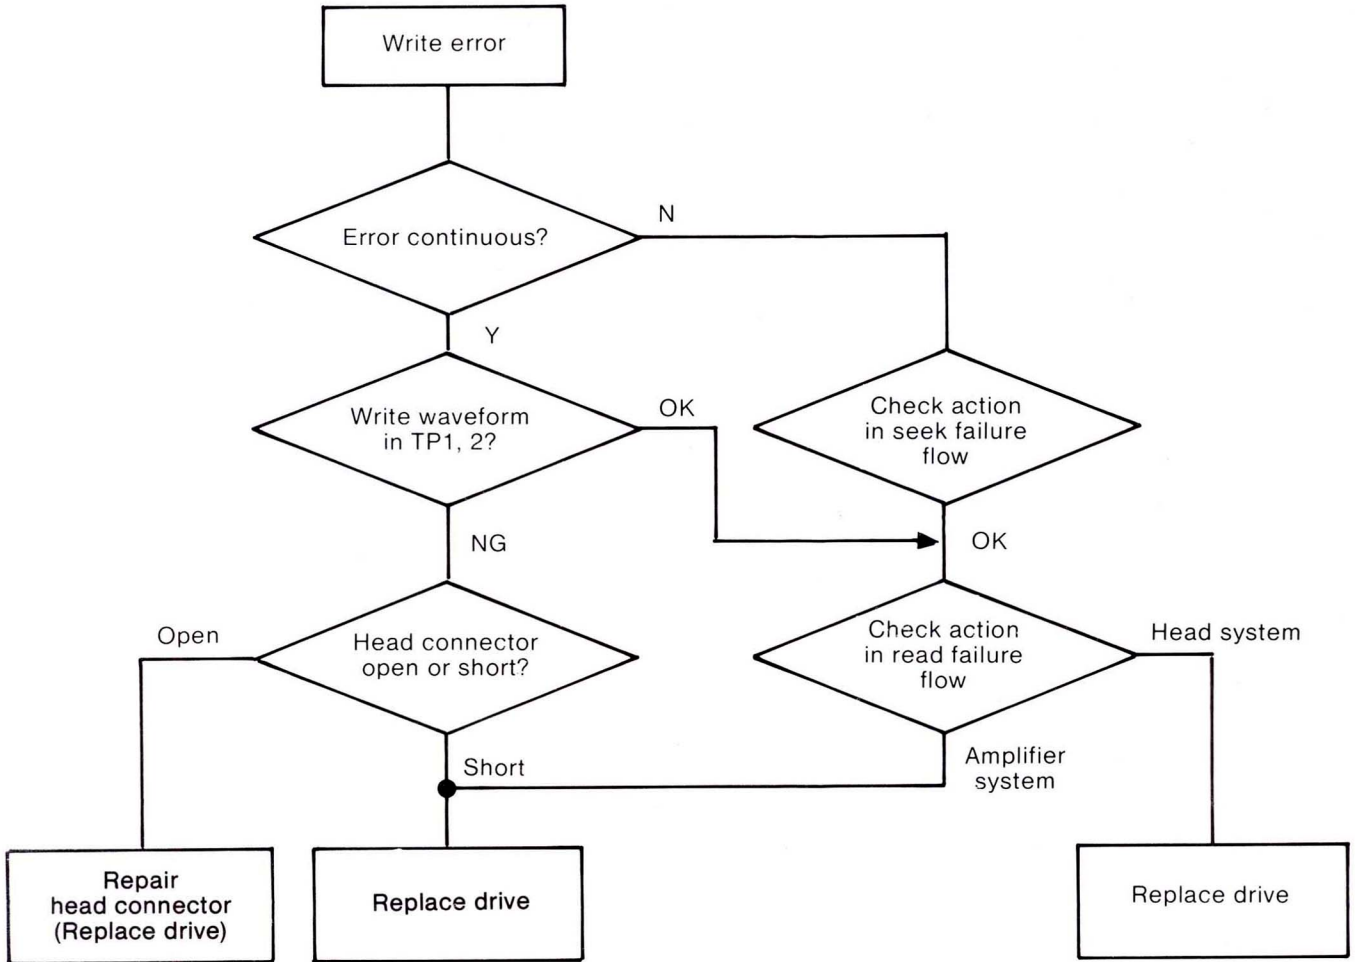 Write error
Error continuous?
N
Y
Write waveform
in TP1, 2?
OK
Check action
in seek failure
flow
NG
OK
Open
Head connector
open or short?
Check action
in read failure
flow
Head system
Short
Amplifier
system
Repair
head connector
(Replace drive)
Replace drive
Replace drive